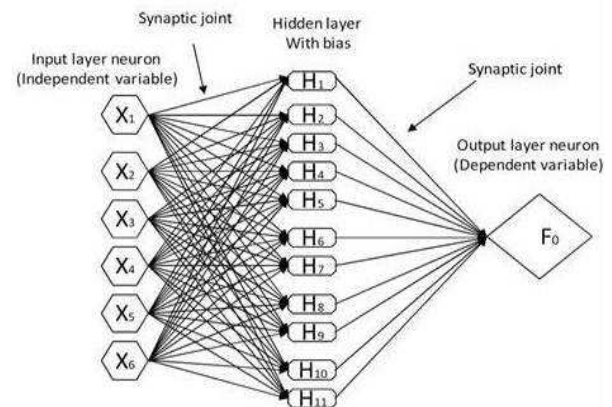 Synaptic joint
Hidden layer
With bias
Input layer neuron
(Independent variable)
Synaptic joint
Output layer neuron
(Dependent variable)
X₁
X₂
X₃
X₄
X₅
X₆
H₁
H₂
H₃
H₄
H₅
H₆
H₇
H₈
H₉
H₁₀
H₁₁
F₀